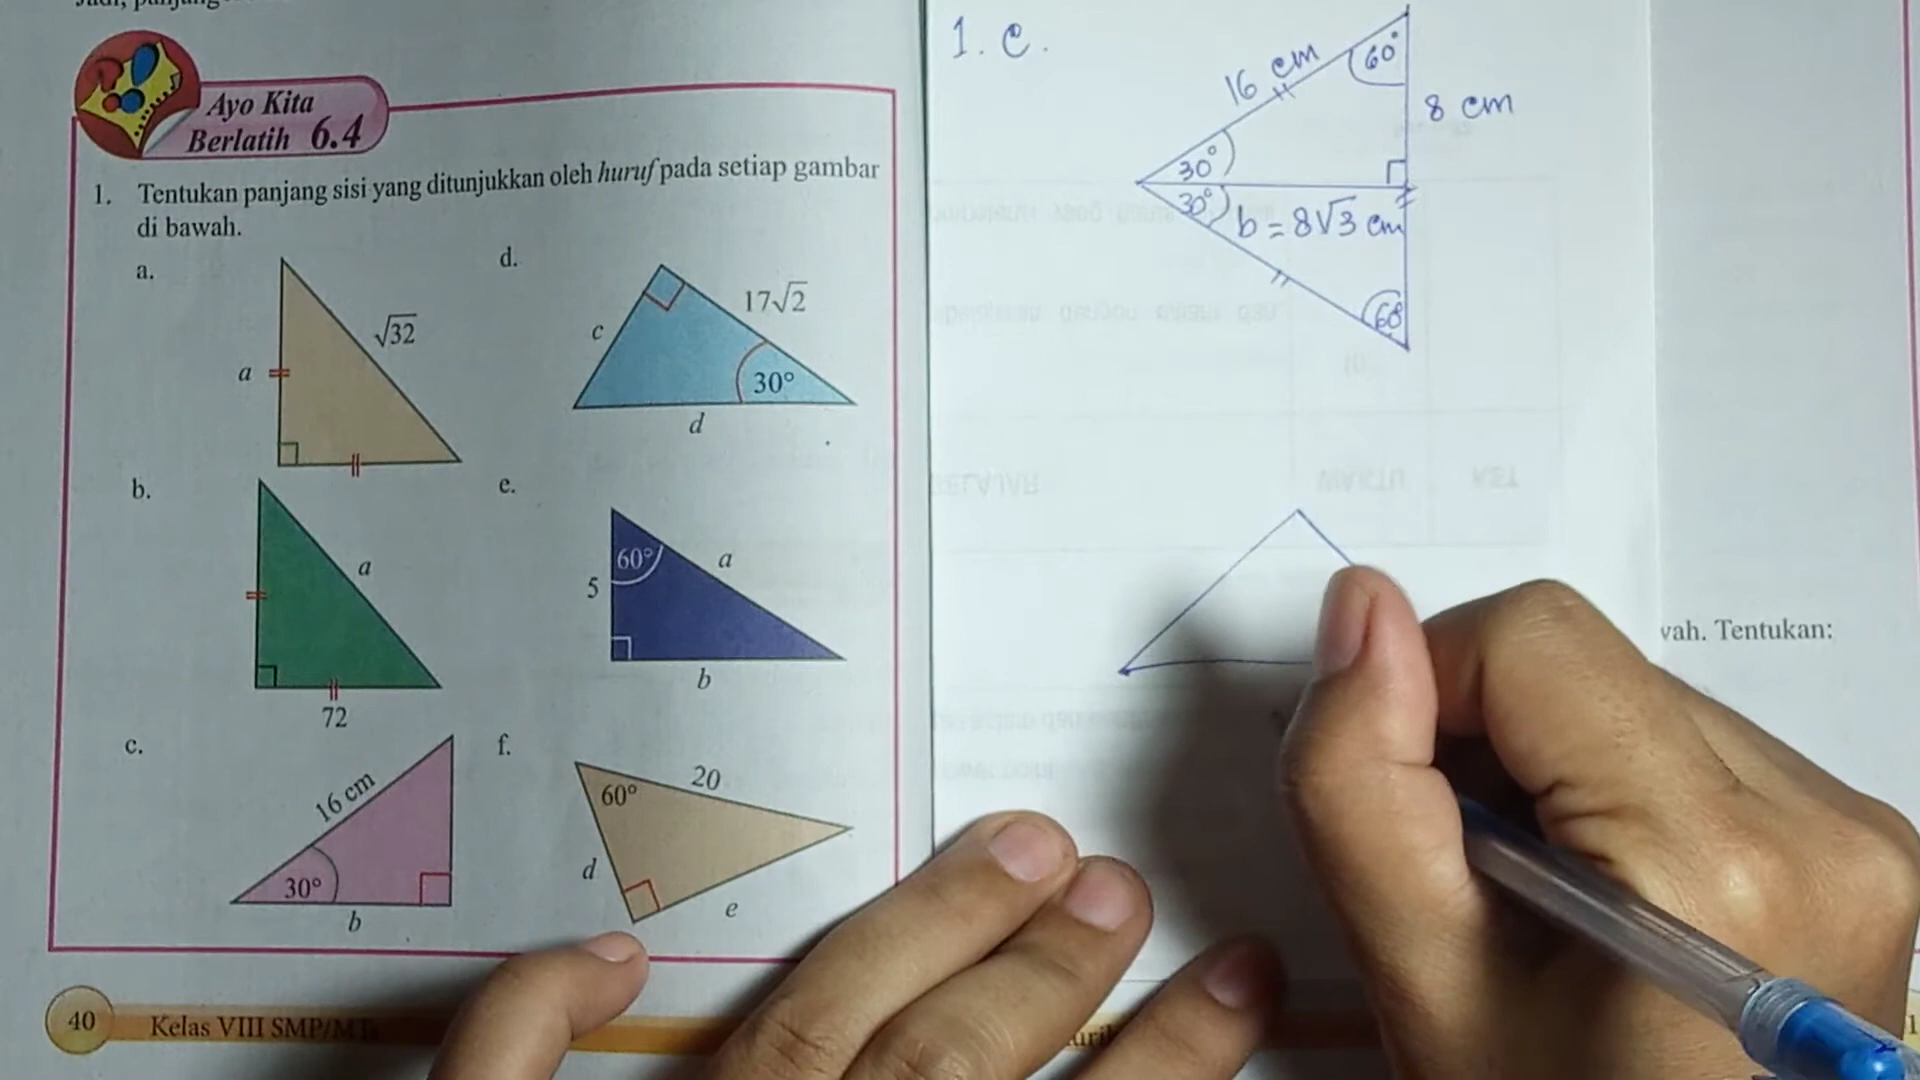 Ayo Kita
Berlatih 6.4
1. Tentukan panjang sisi yang ditunjukkan oleh huruf pada setiap gambar
di bawah.
a.
√32
a
d.
17√2
c
30°
d
b.
a
72
e.
60°
a
5
b
c.
16 cm
30°
b
f.
60°
20
d
e
40 Kelas VIII SMP/MTs
1. c.
16 cm
60°
8 cm
30°
30°
b = 8√3 cm
60°
vah. Tentukan: